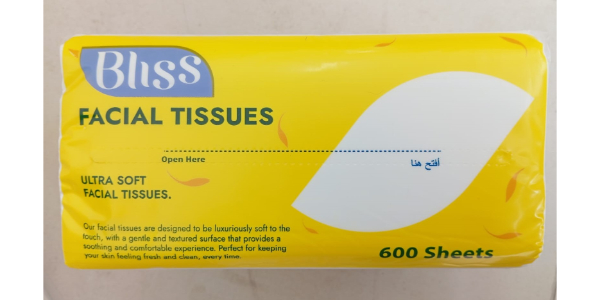 Bliss
FACIAL TISSUES
Open Here
أفتح هنا
ULTRA SOFT
FACIAL TISSUES.
Our facial tissues are designed to be luxuriously soft to the
touch, with a gentle and textured surface that provides a
soothing and comfortable experience. Perfect for keeping
your skin feeling fresh and clean, every time.
600 Sheets